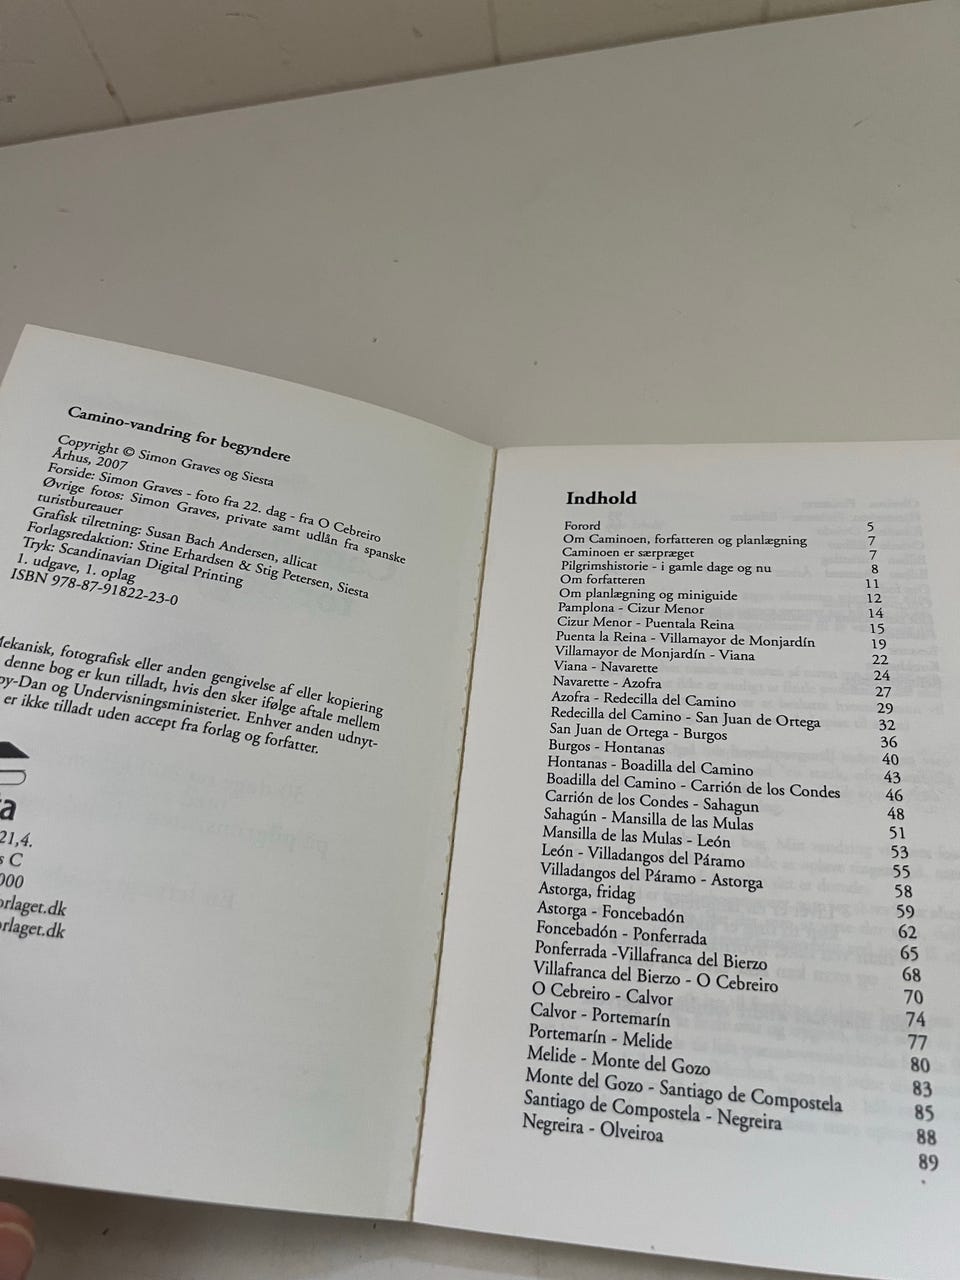 Camino-vandring for begyndere
Copyright © Simon Graves og Siesta
Århus, 2007
Forside: Simon Graves - foto fra 22. dag - fra O Cebreiro
Øvrige fotos: Simon Graves, private samt udlån fra spanske
turistbureauer
Grafisk tilretning: Susan Bach Andersen, allicat
Forlagsredaktion: Stine Erhardsen & Stig Petersen, Siesta
Tryk: Scandinavian Digital Printing
1. udgave, 1. oplag
ISBN 978-87-91822-23-0
Mekanisk, fotografisk eller anden gengivelse af eller kopiering
denne bog er kun tilladt, hvis den sker ifølge aftale mellem
py-Dan og Undervisningsministeriet. Enhver anden udnyt-
er ikke tilladt uden accept fra forlag og forfatter.
ta
21,4.
s C
000
orlaget.dk
rlaget.dk
Indhold
Forord 5
Om Caminoen, forfatteren og planlægning 7
Caminoen er særpræget 7
Pilgrimshistorie - i gamle dage og nu 8
Om forfatteren 11
Om planlægning og miniguide 12
Pamplona - Cizur Menor 14
Cizur Menor - Puentala Reina 15
Puenta la Reina - Villamayor de Monjardín 19
Villamayor de Monjardín - Viana 22
Viana - Navarette 24
Navarette - Azofra 27
Azofra - Redecilla del Camino 29
Redecilla del Camino - San Juan de Ortega 32
San Juan de Ortega - Burgos 36
Burgos - Hontanas 40
Hontanas - Boadilla del Camino 43
Boadilla del Camino - Carrión de los Condes 46
Carrión de los Condes - Sahagun 48
Sahagún - Mansilla de las Mulas 51
Mansilla de las Mulas - León 53
León - Villadangos del Páramo 55
Villadangos del Páramo - Astorga 58
Astorga, fridag 59
Astorga - Foncebadón 62
Foncebadón - Ponferrada 65
Ponferrada -Villafranca del Bierzo 68
Villafranca del Bierzo - O Cebreiro 70
O Cebreiro - Calvor 74
Calvor - Portemarín 77
Portemarín - Melide 80
Melide - Monte del Gozo 83
Monte del Gozo - Santiago de Compostela 85
Santiago de Compostela - Negreira 88
Negreira - Olveiroa 89